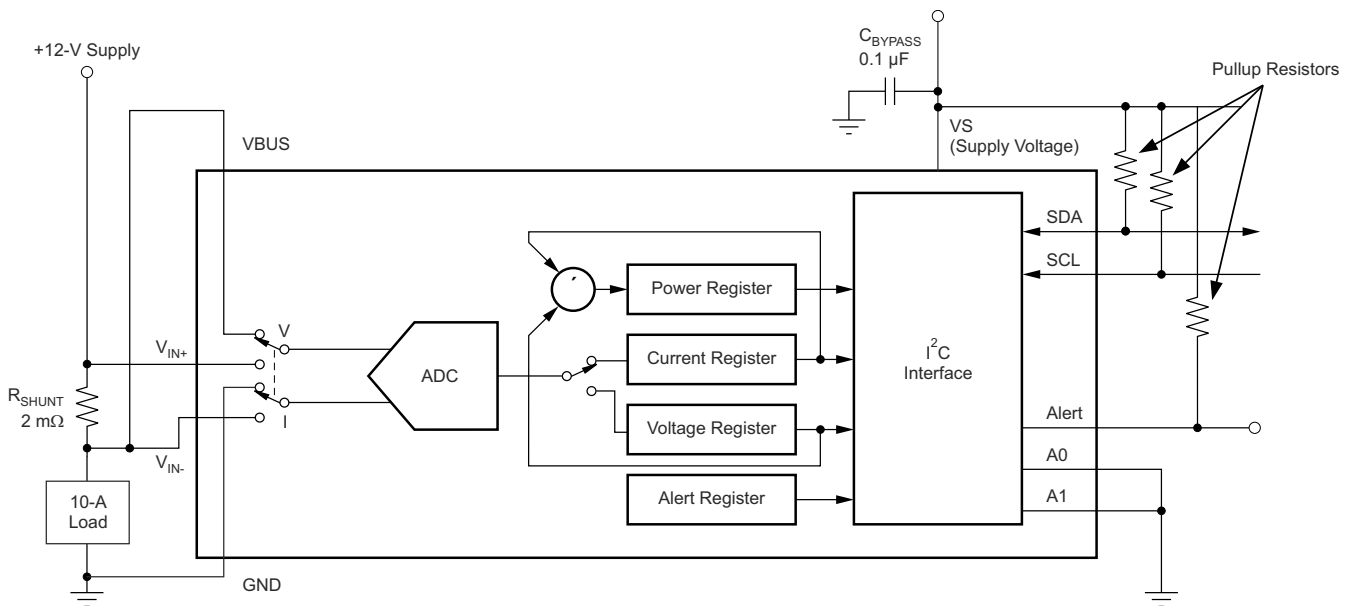 +12-V Supply
C_BYPASS
0.1 µF
Pullup Resistors
VBUS
VS
(Supply Voltage)
SDA
SCL
Power Register
V
V_IN+
ADC
Current Register
I²C
Interface
R_SHUNT
2 mΩ
I
Voltage Register
Alert
V_IN-
A0
10-A
Load
Alert Register
A1
GND